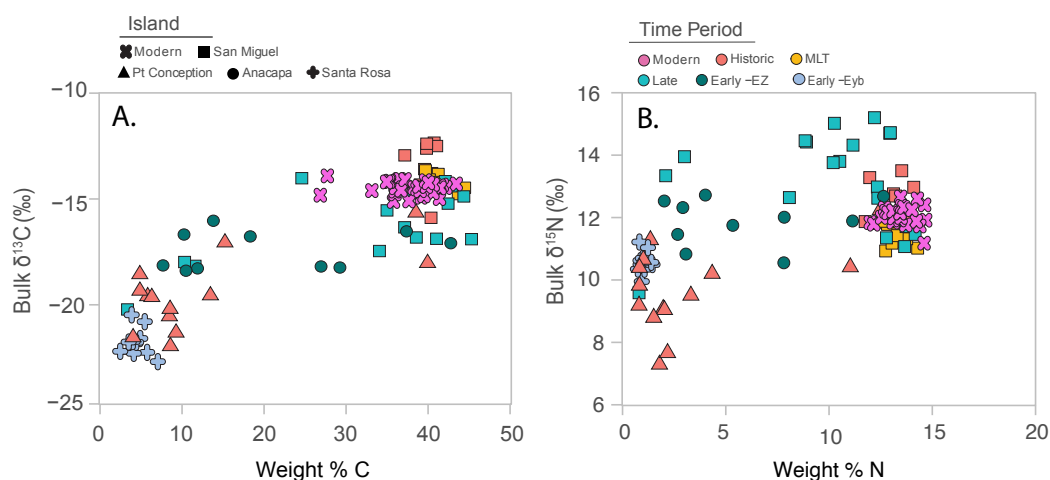 Island
Modern San Miguel
Pt Conception Anacapa Santa Rosa
Time Period
Modern Historic MLT
Late Early −EZ Early −Eyb
A.
−10
−15
−20
−25
Bulk δ13C (‰)
0 10 20 30 40 50
Weight % C
B.
16
14
12
10
8
6
Bulk δ15N (‰)
0 5 10 15 20
Weight % N